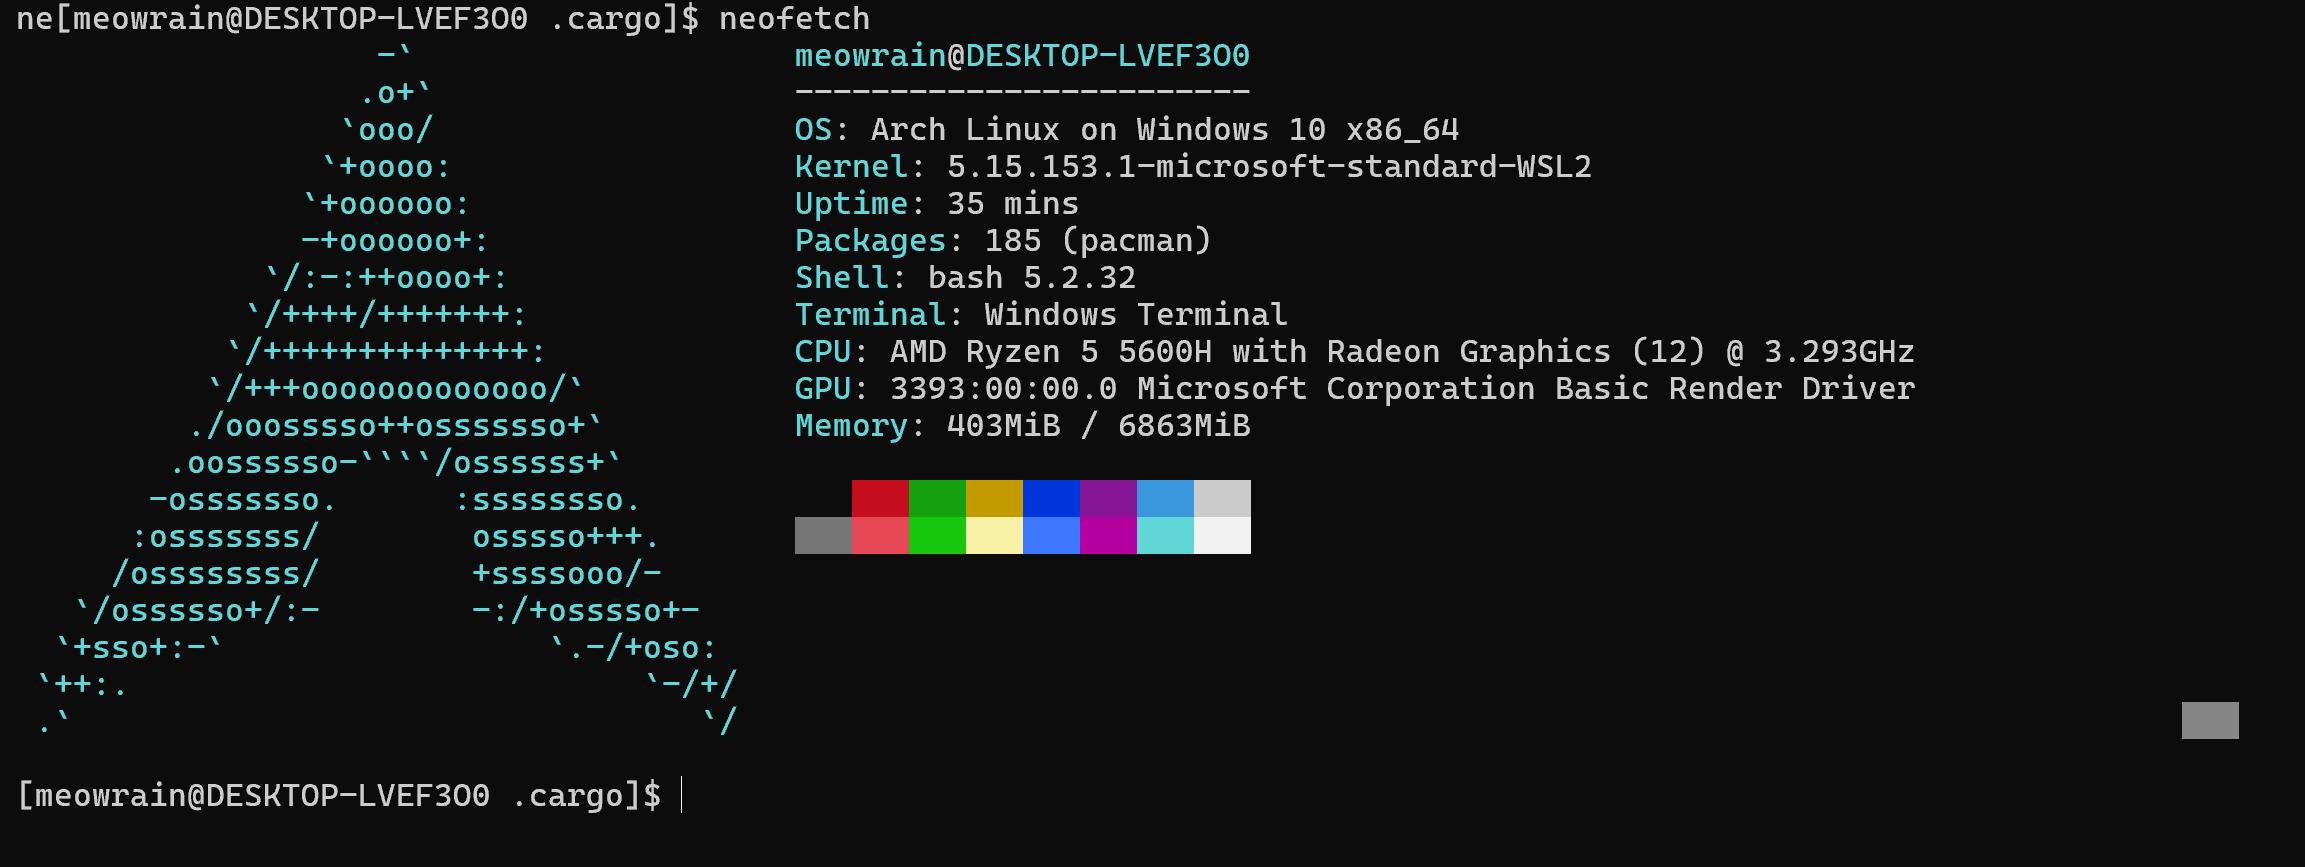 ne[meowrain@DESKTOP-LVEF3O0 .cargo]$ neofetch
                   -`                    meowrain@DESKTOP-LVEF3O0
                  .o+`                   ------------------------
                 `ooo/                   OS: Arch Linux on Windows 10 x86_64
                `+oooo:                  Kernel: 5.15.153.1-microsoft-standard-WSL2
               `+oooooo:                 Uptime: 35 mins
               -+oooooo+:                Packages: 185 (pacman)
             `/:-:++oooo+:               Shell: bash 5.2.32
            `/++++/+++++++:              Terminal: Windows Terminal
           `/++++++++++++++:             CPU: AMD Ryzen 5 5600H with Radeon Graphics (12) @ 3.293GHz
          `/+++ooooooooooooo/`           GPU: 3393:00:00.0 Microsoft Corporation Basic Render Driver
         ./ooosssso++osssssso+`          Memory: 403MiB / 6863MiB
        .oossssso-````/ossssss+`
       -osssssso.      :ssssssso.
      :osssssss/        osssso+++.
     /ossssssss/        +ssssooo/-
   `/ossssso+/:-        -:/+osssso+-
  `+sso+:-`                 `.-/+oso:
 `++:.                           `-/+/
 .`                                 `/
[meowrain@DESKTOP-LVEF3O0 .cargo]$